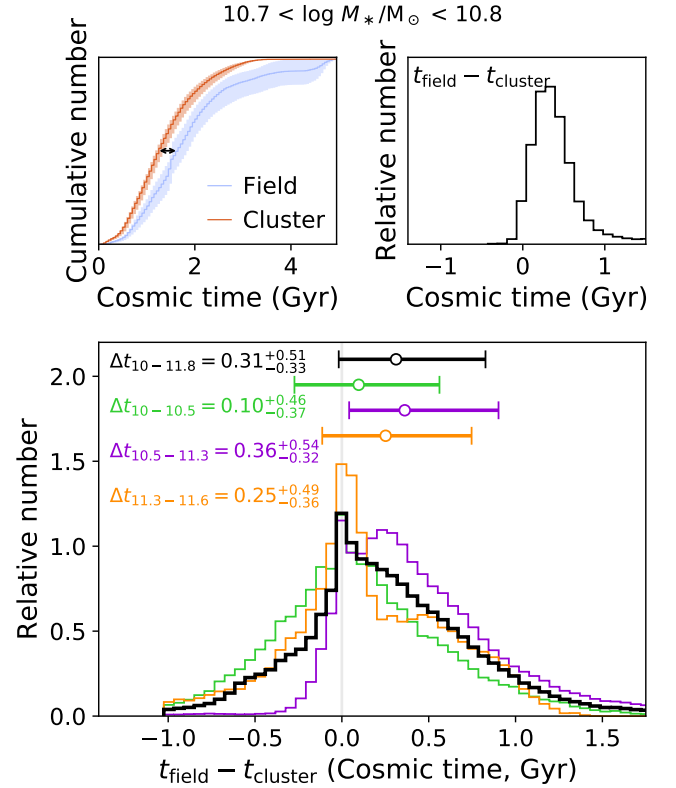 10.7 < log M∗/M⊙ < 10.8
Cumulative number
Field
Cluster
0 2 4
Cosmic time (Gyr)
Relative number
t_field − t_cluster
−1 0 1
Cosmic time (Gyr)
Relative number
2.0
1.5
1.0
0.5
0.0
Δt_10−11.8 = 0.31^+0.51_−0.33
Δt_10−10.5 = 0.10^+0.46_−0.37
Δt_10.5−11.3 = 0.36^+0.54_−0.32
Δt_11.3−11.6 = 0.25^+0.49_−0.36
−1.0 −0.5 0.0 0.5 1.0 1.5
t_field − t_cluster (Cosmic time, Gyr)